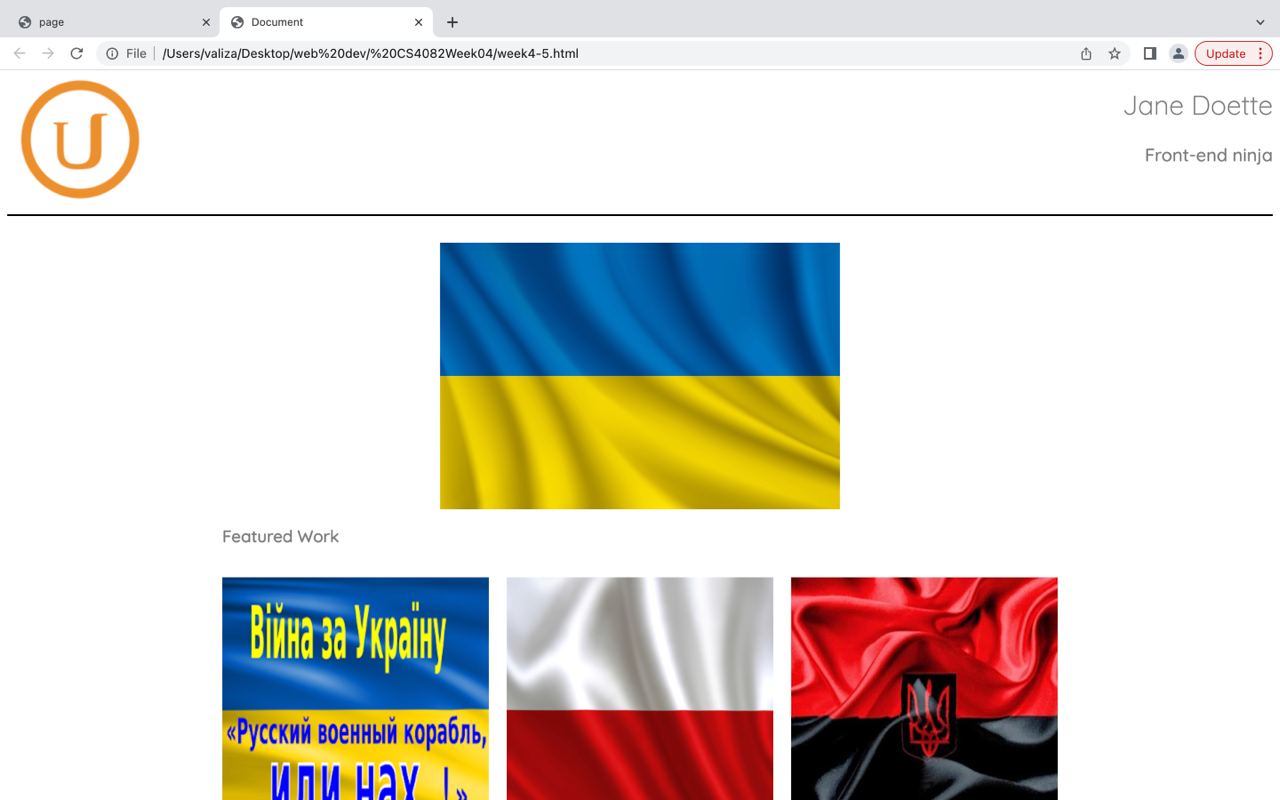 page
Document
File
/Users/valiza/Desktop/web%20dev/%20CS4082Week04/week4-5.html
Update
U
Jane Doette
Front-end ninja
Featured Work
Війна за Україну
«Русский военный корабль,
иди нах...!»